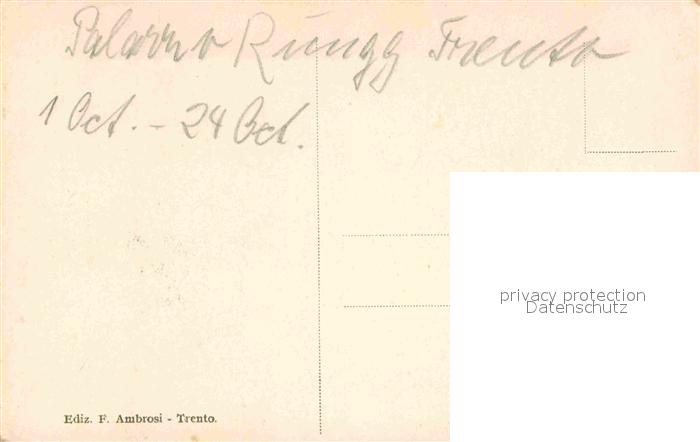 Palazzo Rungg Trento
1 Oct. - 24 Oct.
privacy protection
Datenschutz
Ediz. F. Ambrosi - Trento.